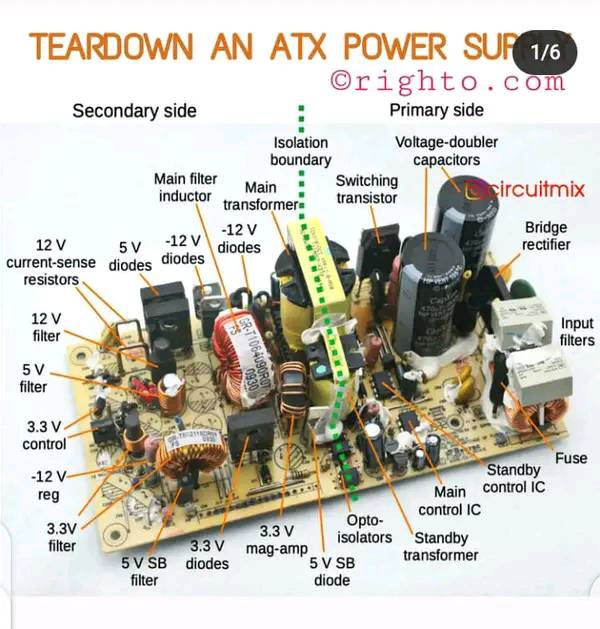 TEARDOWN AN ATX POWER
1/6
©righto.com
Secondary side
Primary side
Isolation
boundary
Voltage-doubler
capacitors
Main filter
inductor
Main
transformer
Switching
transistor
circuitmix
Bridge
rectifier
12 V
current-sense
resistors
5 V
diodes
-12 V
diodes
-12 V
diodes
12 V
filter
Input
filters
5 V
filter
3.3 V
control
-12 V
reg
3.3V
filter
5 V SB
filter
3.3 V
diodes
3.3 V
mag-amp
5 V SB
diode
Opto-
isolators
Standby
transformer
Main
control IC
Standby
control IC
Fuse